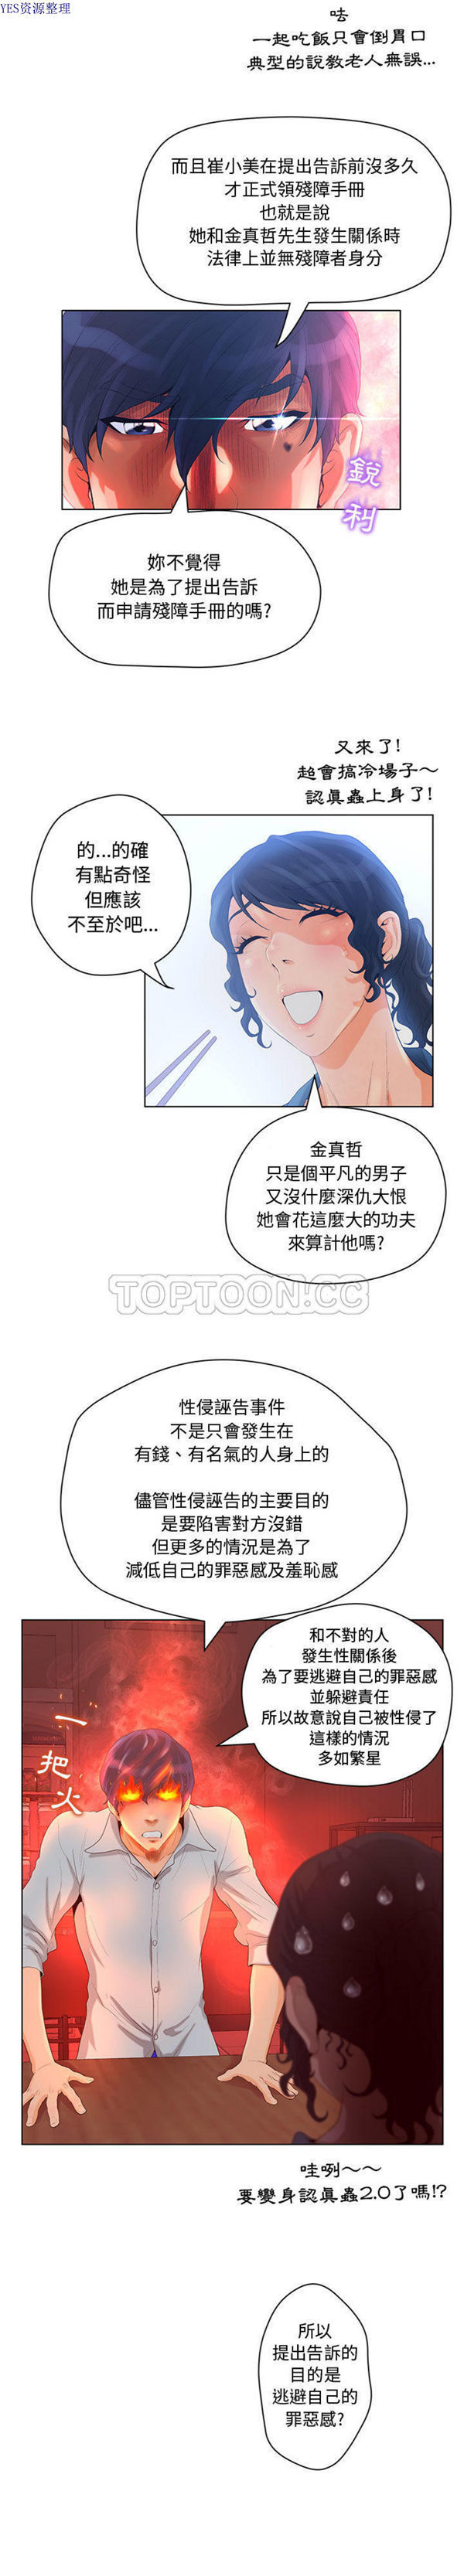 YES资源整理
呿
一起吃飯只會倒胃口
典型的說教老人無誤...
而且崔小美在提出告訴前沒多久
才正式領殘障手冊
也就是說
她和金真哲先生發生關係時
法律上並無殘障者身分
銳
利
妳不覺得
她是為了提出告訴
而申請殘障手冊的嗎?
又來了!
超會搞冷場子～
認真蟲上身了!
的...的確
有點奇怪
但應該
不至於吧...
金真哲
只是個平凡的男子
又沒什麼深仇大恨
她會花這麼大的功夫
來算計他嗎?
TOPTOON.CC
性侵誣告事件
不是只會發生在
有錢、有名氣的人身上的
儘管性侵誣告的主要目的
是要陷害對方沒錯
但更多的情況是為了
減低自己的罪惡感及羞恥感
和不對的人
發生性關係後
為了要逃避自己的罪惡感
並躲避責任
所以故意說自己被性侵了
這樣的情況
多如繁星
一
把
火
哇咧～～
要變身認真蟲2.0了嗎!?
所以
提出告訴的
目的是
逃避自己的
罪惡感?